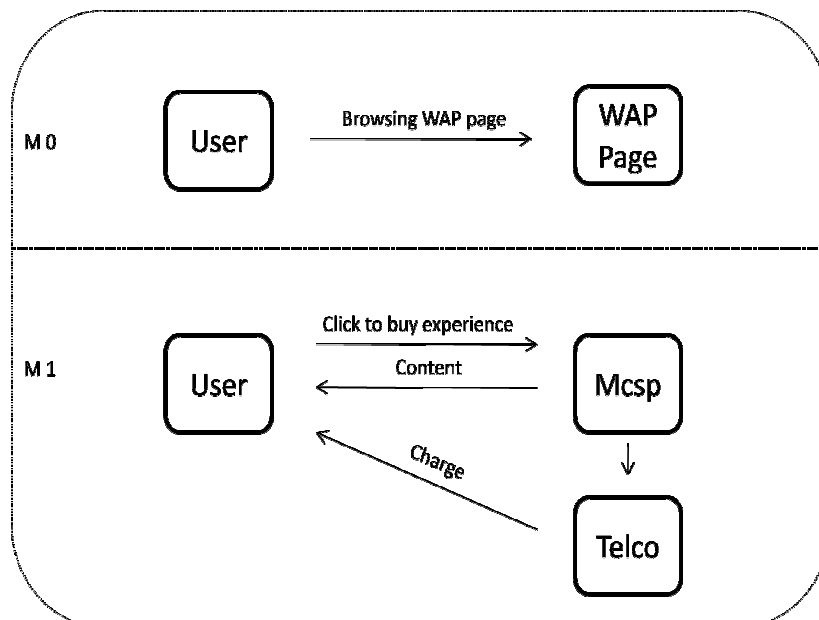 M 0
User
Browsing WAP page
WAP
Page
M 1
User
Click to buy experience
Content
Mcsp
Charge
Telco